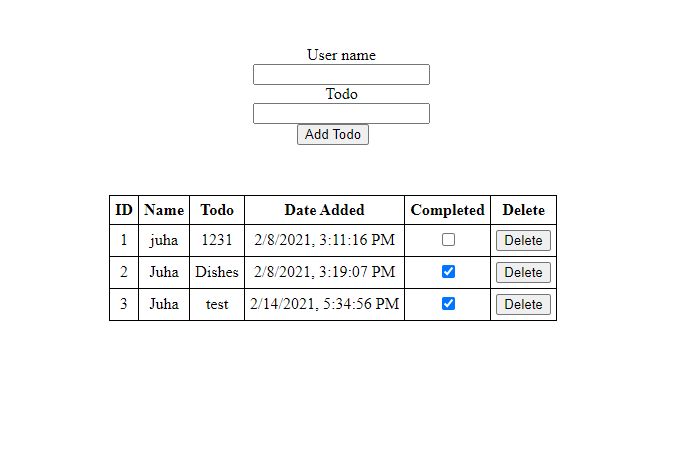 User name
Todo
Add Todo
ID Name Todo Date Added Completed Delete
1 juha 1231 2/8/2021, 3:11:16 PM Delete
2 Juha Dishes 2/8/2021, 3:19:07 PM Delete
3 Juha test 2/14/2021, 5:34:56 PM Delete